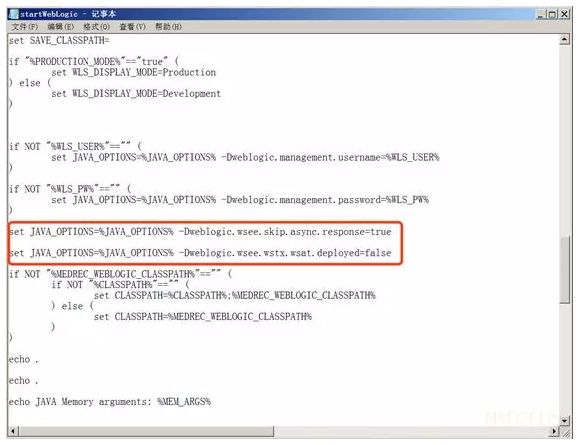 startWebLogic - 记事本
文件(F) 编辑(E) 格式(O) 查看(V) 帮助(H)
set SAVE_CLASSPATH=
if "%PRODUCTION_MODE%"=="true" (
set WLS_DISPLAY_MODE=Production
) else (
set WLS_DISPLAY_MODE=Development
)
if NOT "%WLS_USER%"=="" (
set JAVA_OPTIONS=%JAVA_OPTIONS% -Dweblogic.management.username=%WLS_USER%
)
if NOT "%WLS_PW%"=="" (
set JAVA_OPTIONS=%JAVA_OPTIONS% -Dweblogic.management.password=%WLS_PW%
)
set JAVA_OPTIONS=%JAVA_OPTIONS% -Dweblogic.wsee.skip.async.response=true
set JAVA_OPTIONS=%JAVA_OPTIONS% -Dweblogic.wsee.wstx.wsat.deployed=false
if NOT "%MEDREC_WEBLOGIC_CLASSPATH%"=="" (
if NOT "%CLASSPATH%"=="" (
set CLASSPATH=%CLASSPATH%;%MEDREC_WEBLOGIC_CLASSPATH%
) else (
set CLASSPATH=%MEDREC_WEBLOGIC_CLASSPATH%
)
)
echo .
echo .
echo JAVA Memory arguments: %MEM_ARGS%